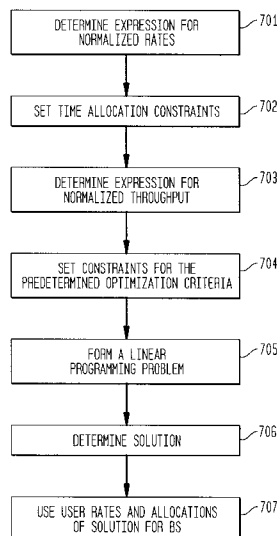 DETERMINE EXPRESSION FOR
NORMALIZED RATES
701
SET TIME ALLOCATION CONSTRAINTS
702
DETERMINE EXPRESSION FOR
NORMALIZED THROUGHPUT
703
SET CONSTRAINTS FOR THE
PREDETERMINED OPTIMIZATION CRITERIA
704
FORM A LINEAR
PROGRAMMING PROBLEM
705
DETERMINE SOLUTION
706
USE USER RATES AND ALLOCATIONS
OF SOLUTION FOR BS
707